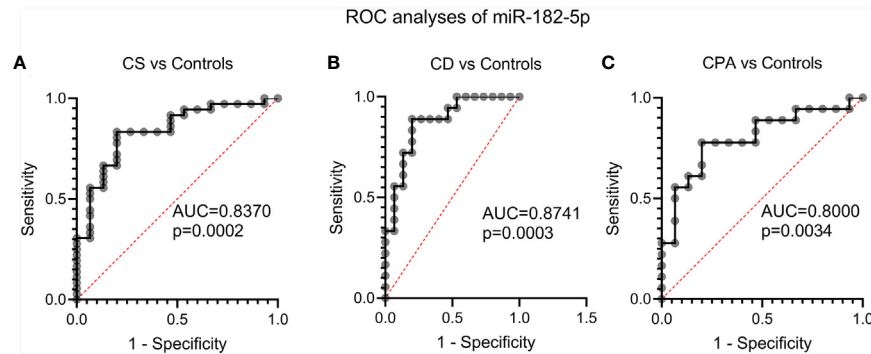 ROC analyses of miR-182-5p
A
CS vs Controls
1.0
0.5
0.0
Sensitivity
AUC=0.8370
p=0.0002
0.0 0.5 1.0
1 - Specificity
B
CD vs Controls
1.0
0.5
0.0
Sensitivity
AUC=0.8741
p=0.0003
0.0 0.5 1.0 1.5
1 - Specificity
C
CPA vs Controls
1.0
0.5
0.0
Sensitivity
AUC=0.8000
p=0.0034
0.0 0.5 1.0
1 - Specificity